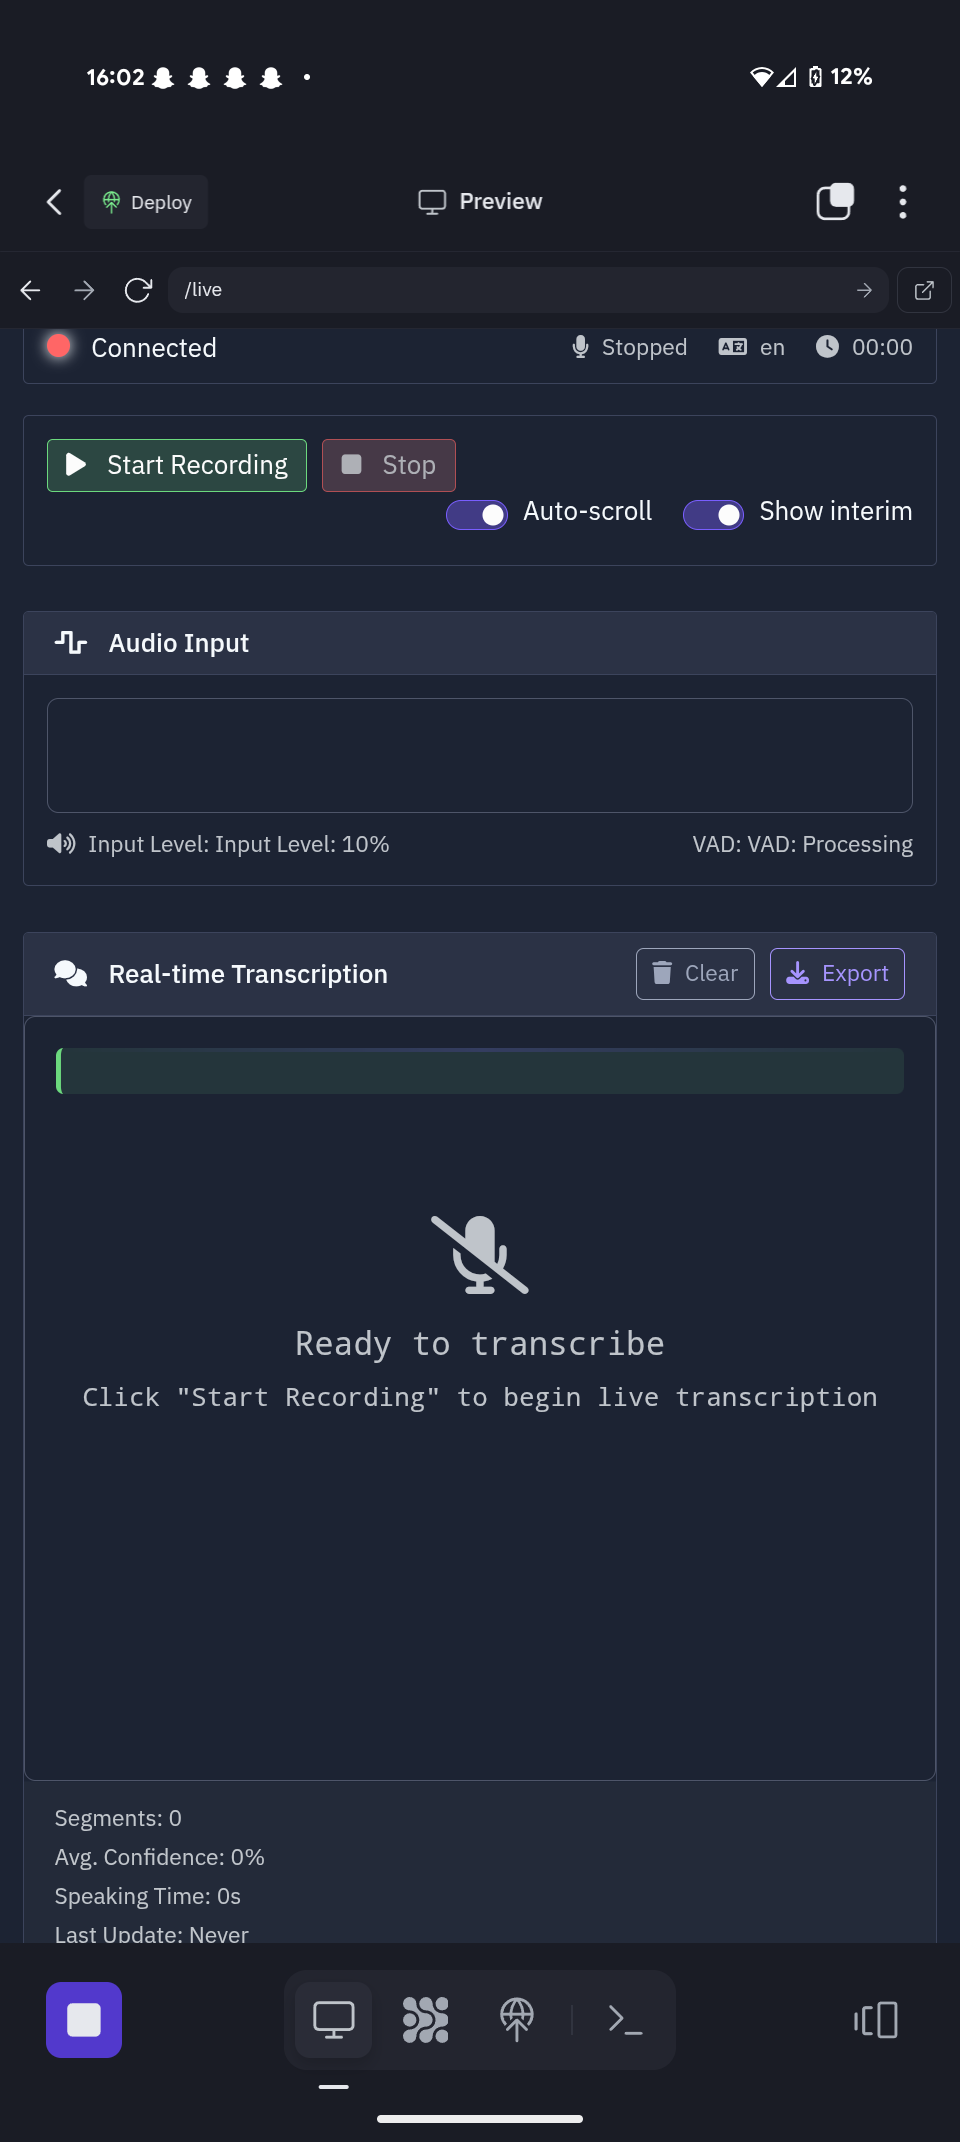 16:02
12%
Deploy
Preview
/live
Connected
Stopped
en
00:00
Start Recording
Stop
Auto-scroll
Show interim
Audio Input
Input Level: Input Level: 10%
VAD: VAD: Processing
Real-time Transcription
Clear
Export
Ready to transcribe
Click "Start Recording" to begin live transcription
Segments: 0
Avg. Confidence: 0%
Speaking Time: 0s
Last Update: Never